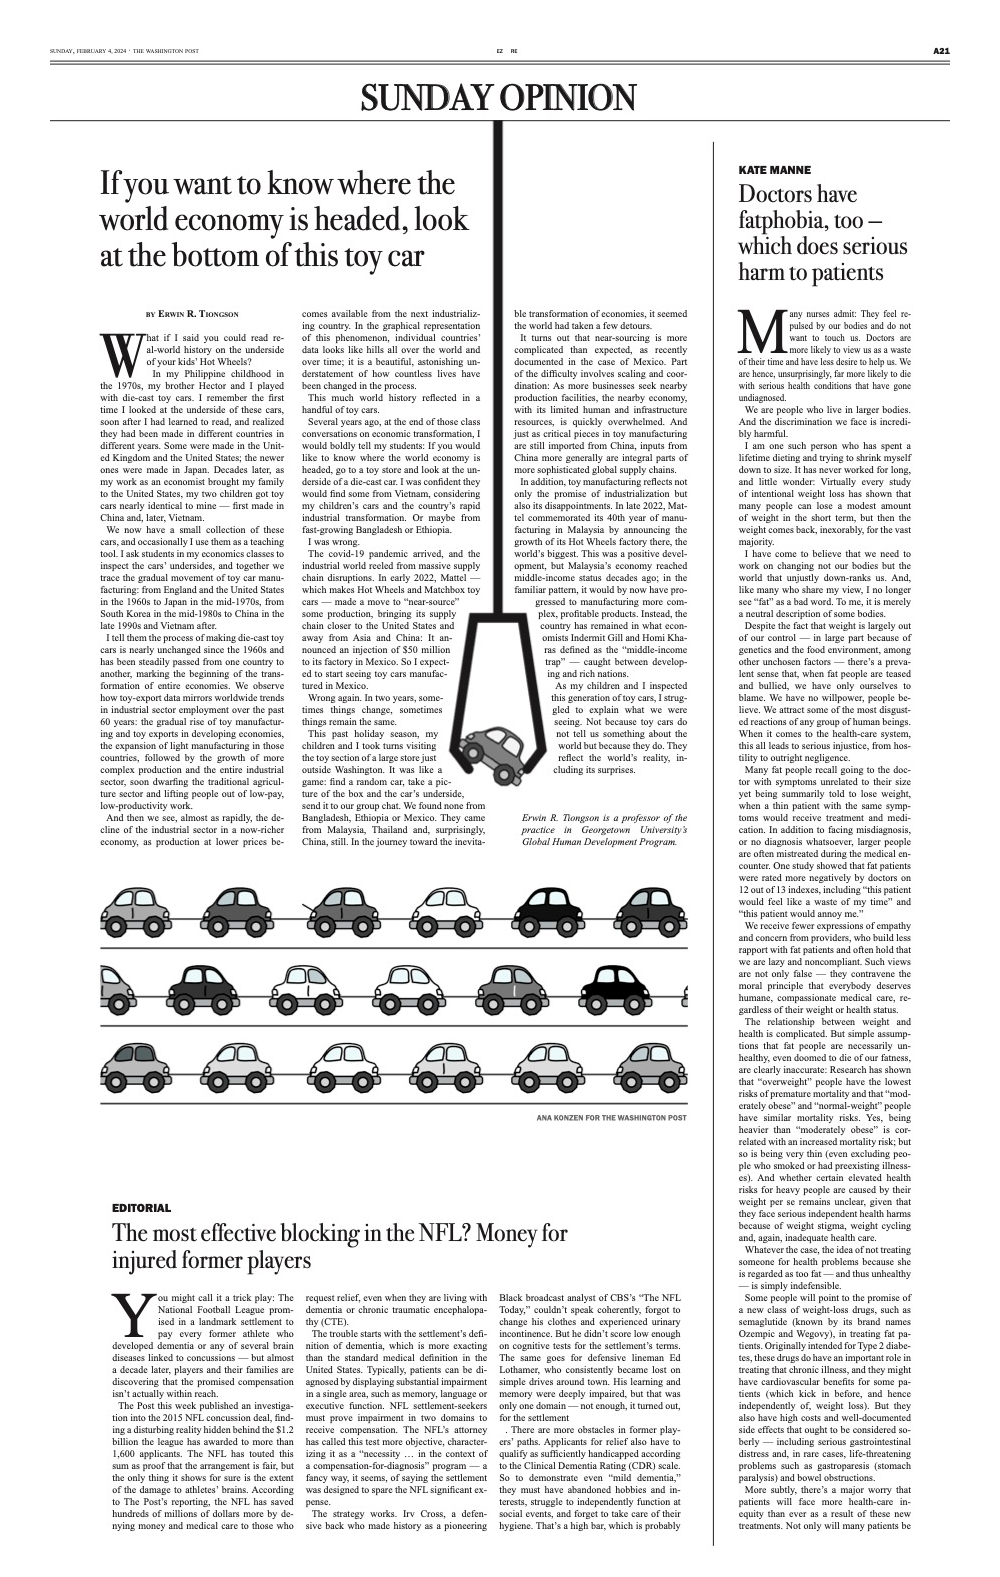 SUNDAY, FEBRUARY 4, 2024 · THE WASHINGTON POST
EZ RE
A21
SUNDAY OPINION
If you want to know where the
world economy is headed, look
at the bottom of this toy car
BY ERWIN R. TIONGSON
What if I said you could read re-
al-world history on the underside
of your kids' Hot Wheels?
In my Philippine childhood in
the 1970s, my brother Hector and I played
with die-cast toy cars. I remember the first
time I looked at the underside of these cars,
soon after I had learned to read, and realized
they had been made in different countries in
different years. Some were made in the Unit-
ed Kingdom and the United States; the newer
ones were made in Japan. Decades later, as
my work as an economist brought my family
to the United States, my two children got toy
cars nearly identical to mine — first made in
China and, later, Vietnam.
We now have a small collection of these
cars, and occasionally I use them as a teaching
tool. I ask students in my economics classes to
inspect the cars' undersides, and together we
trace the gradual movement of toy car manu-
facturing: from England and the United States
in the 1960s to Japan in the mid-1970s, from
South Korea in the mid-1980s to China in the
late 1990s and Vietnam after.
I tell them the process of making die-cast toy
cars is nearly unchanged since the 1960s and
has been steadily passed from one country to
another, marking the beginning of the trans-
formation of entire economies. We observe
how toy-export data mirrors worldwide trends
in industrial sector employment over the past
60 years: the gradual rise of toy manufactur-
ing and toy exports in developing economies,
the expansion of light manufacturing in those
countries, followed by the growth of more
complex production and the entire industrial
sector, soon dwarfing the traditional agricul-
ture sector and lifting people out of low-pay,
low-productivity work.
And then we see, almost as rapidly, the de-
cline of the industrial sector in a now-richer
economy, as production at lower prices be-
comes available from the next industrializ-
ing country. In the graphical representation
of this phenomenon, individual countries'
data looks like hills all over the world and
over time; it is a beautiful, astonishing un-
derstatement of how countless lives have
been changed in the process.
This much world history reflected in a
handful of toy cars.
Several years ago, at the end of those class
conversations on economic transformation, I
would boldly tell my students: If you would
like to know where the world economy is
headed, go to a toy store and look at the un-
derside of a die-cast car. I was confident they
would find some from Vietnam, considering
my children's cars and the country's rapid
industrial transformation. Or maybe from
fast-growing Bangladesh or Ethiopia.
I was wrong.
The covid-19 pandemic arrived, and the
industrial world reeled from massive supply
chain disruptions. In early 2022, Mattel —
which makes Hot Wheels and Matchbox toy
cars — made a move to “near-source”
some production, bringing its supply
chain closer to the United States and
away from Asia and China: It an-
nounced an injection of $50 million
to its factory in Mexico. So I expect-
ed to start seeing toy cars manufac-
tured in Mexico.
Wrong again. In two years, some-
times things change, sometimes
things remain the same.
This past holiday season, my
children and I took turns visiting
the toy section of a large store just
outside Washington. It was like a
game: find a random car, take a pic-
ture of the box and the car's underside,
send it to our group chat. We found none from
Bangladesh, Ethiopia or Mexico. They came
from Malaysia, Thailand and, surprisingly,
China, still. In the journey toward the inevita-
ble transformation of economies, it seemed
the world had taken a few detours.
It turns out that near-sourcing is more
complicated than expected, as recently
documented in the case of Mexico. Part
of the difficulty involves scaling and coor-
dination: As more businesses seek nearby
production facilities, the nearby economy,
with its limited human and infrastructure
resources, is quickly overwhelmed. And
just as critical pieces in toy manufacturing
are still imported from China, inputs from
China more generally are integral parts of
more sophisticated global supply chains.
In addition, toy manufacturing reflects not
only the promise of industrialization but
also its disappointments. In late 2022, Mat-
tel commemorated its 40th year of manu-
facturing in Malaysia by announcing the
growth of its Hot Wheels factory there, the
world's biggest. This was a positive devel-
opment, but Malaysia's economy reached
middle-income status decades ago; in the
familiar pattern, it would by now have pro-
gressed to manufacturing more com-
plex, profitable products. Instead, the
country has remained in what econ-
omists Indermit Gill and Homi Kha-
ras defined as the “middle-income
trap” — caught between develop-
ing and rich nations.
As my children and I inspected
this generation of toy cars, I strug-
gled to explain what we were
seeing. Not because toy cars do
not tell us something about the
world but because they do. They
reflect the world's reality, in-
cluding its surprises.
Erwin R. Tiongson is a professor of the
practice in Georgetown University's
Global Human Development Program.
ANA KONZEN FOR THE WASHINGTON POST
EDITORIAL
The most effective blocking in the NFL? Money for
injured former players
You might call it a trick play: The
National Football League prom-
ised in a landmark settlement to
pay every former athlete who
developed dementia or any of several brain
diseases linked to concussions — but almost
a decade later, players and their families are
discovering that the promised compensation
isn't actually within reach.
The Post this week published an investiga-
tion into the 2015 NFL concussion deal, find-
ing a disturbing reality hidden behind the $1.2
billion the league has awarded to more than
1,600 applicants. The NFL has touted this
sum as proof that the arrangement is fair, but
the only thing it shows for sure is the extent
of the damage to athletes' brains. According
to The Post's reporting, the NFL has saved
hundreds of millions of dollars more by de-
nying money and medical care to those who
request relief, even when they are living with
dementia or chronic traumatic encephalopa-
thy (CTE).
The trouble starts with the settlement's defi-
nition of dementia, which is more exacting
than the standard medical definition in the
United States. Typically, patients can be di-
agnosed by displaying substantial impairment
in a single area, such as memory, language or
executive function. NFL settlement-seekers
must prove impairment in two domains to
receive compensation. The NFL's attorney
has called this test more objective, character-
izing it as a “necessity … in the context of
a compensation-for-diagnosis” program — a
fancy way, it seems, of saying the settlement
was designed to spare the NFL significant ex-
pense.
The strategy works. Irv Cross, a defen-
sive back who made history as a pioneering
Black broadcast analyst of CBS's “The NFL
Today,” couldn't speak coherently, forgot to
change his clothes and experienced urinary
incontinence. But he didn't score low enough
on cognitive tests for the settlement's terms.
The same goes for defensive lineman Ed
Lothamer, who consistently became lost on
simple drives around town. His learning and
memory were deeply impaired, but that was
only one domain — not enough, it turned out,
for the settlement
. There are more obstacles in former play-
ers' paths. Applicants for relief also have to
qualify as sufficiently handicapped according
to the Clinical Dementia Rating (CDR) scale.
So to demonstrate even “mild dementia,”
they must have abandoned hobbies and in-
terests, struggle to independently function at
social events, and forget to take care of their
hygiene. That's a high bar, which is probably
KATE MANNE
Doctors have
fatphobia, too —
which does serious
harm to patients
Many nurses admit: They feel re-
pulsed by our bodies and do not
want to touch us. Doctors are
more likely to view us as a waste
of their time and have less desire to help us. We
are hence, unsurprisingly, far more likely to die
with serious health conditions that have gone
undiagnosed.
We are people who live in larger bodies.
And the discrimination we face is incredi-
bly harmful.
I am one such person who has spent a
lifetime dieting and trying to shrink myself
down to size. It has never worked for long,
and little wonder: Virtually every study
of intentional weight loss has shown that
many people can lose a modest amount
of weight in the short term, but then the
weight comes back, inexorably, for the vast
majority.
I have come to believe that we need to
work on changing not our bodies but the
world that unjustly down-ranks us. And,
like many who share my view, I no longer
see “fat” as a bad word. To me, it is merely
a neutral description of some bodies.
Despite the fact that weight is largely out
of our control — in large part because of
genetics and the food environment, among
other unchosen factors — there's a preva-
lent sense that, when fat people are teased
and bullied, we have only ourselves to
blame. We have no willpower, people be-
lieve. We attract some of the most disgust-
ed reactions of any group of human beings.
When it comes to the health-care system,
this all leads to serious injustice, from hos-
tility to outright negligence.
Many fat people recall going to the doc-
tor with symptoms unrelated to their size
yet being summarily told to lose weight,
when a thin patient with the same symp-
toms would receive treatment and medi-
cation. In addition to facing misdiagnosis,
or no diagnosis whatsoever, larger people
are often mistreated during the medical en-
counter. One study showed that fat patients
were rated more negatively by doctors on
12 out of 13 indexes, including “this patient
would feel like a waste of my time” and
“this patient would annoy me.”
We receive fewer expressions of empathy
and concern from providers, who build less
rapport with fat patients and often hold that
we are lazy and noncompliant. Such views
are not only false — they contravene the
moral principle that everybody deserves
humane, compassionate medical care, re-
gardless of their weight or health status.
The relationship between weight and
health is complicated. But simple assump-
tions that fat people are necessarily un-
healthy, even doomed to die of our fatness,
are clearly inaccurate: Research has shown
that “overweight” people have the lowest
risks of premature mortality and that “mod-
erately obese” and “normal-weight” people
have similar mortality risks. Yes, being
heavier than “moderately obese” is cor-
related with an increased mortality risk; but
so is being very thin (even excluding peo-
ple who smoked or had preexisting illness-
es). And whether certain elevated health
risks for heavy people are caused by their
weight per se remains unclear, given that
they face serious independent health harms
because of weight stigma, weight cycling
and, again, inadequate health care.
Whatever the case, the idea of not treating
someone for health problems because she
is regarded as too fat — and thus unhealthy
— is simply indefensible.
Some people will point to the promise of
a new class of weight-loss drugs, such as
semaglutide (known by its brand names
Ozempic and Wegovy), in treating fat pa-
tients. Originally intended for Type 2 diabe-
tes, these drugs do have an important role in
treating that chronic illness, and they might
have cardiovascular benefits for some pa-
tients (which kick in before, and hence
independently of, weight loss). But they
also have high costs and well-documented
side effects that ought to be considered so-
berly — including serious gastrointestinal
distress and, in rare cases, life-threatening
problems such as gastroparesis (stomach
paralysis) and bowel obstructions.
More subtly, there's a major worry that
patients will face more health-care in-
equity than ever as a result of these new
treatments. Not only will many patients be